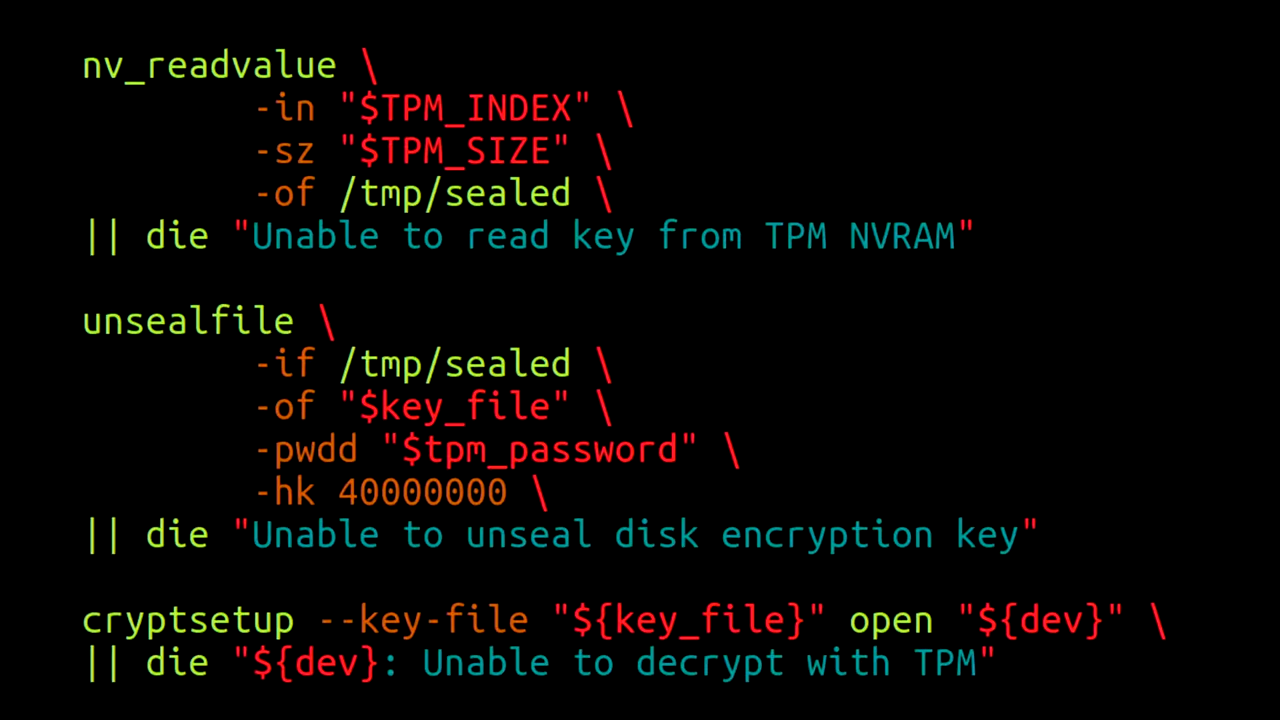 nv_readvalue \
-in "$TPM_INDEX" \
-sz "$TPM_SIZE" \
-of /tmp/sealed \
|| die "Unable to read key from TPM NVRAM"
unsealfile \
-if /tmp/sealed \
-of "$key_file" \
-pwdd "$tpm_password" \
-hk 40000000 \
|| die "Unable to unseal disk encryption key"
cryptsetup --key-file "${key_file}" open "${dev}" \
|| die "${dev}: Unable to decrypt with TPM"